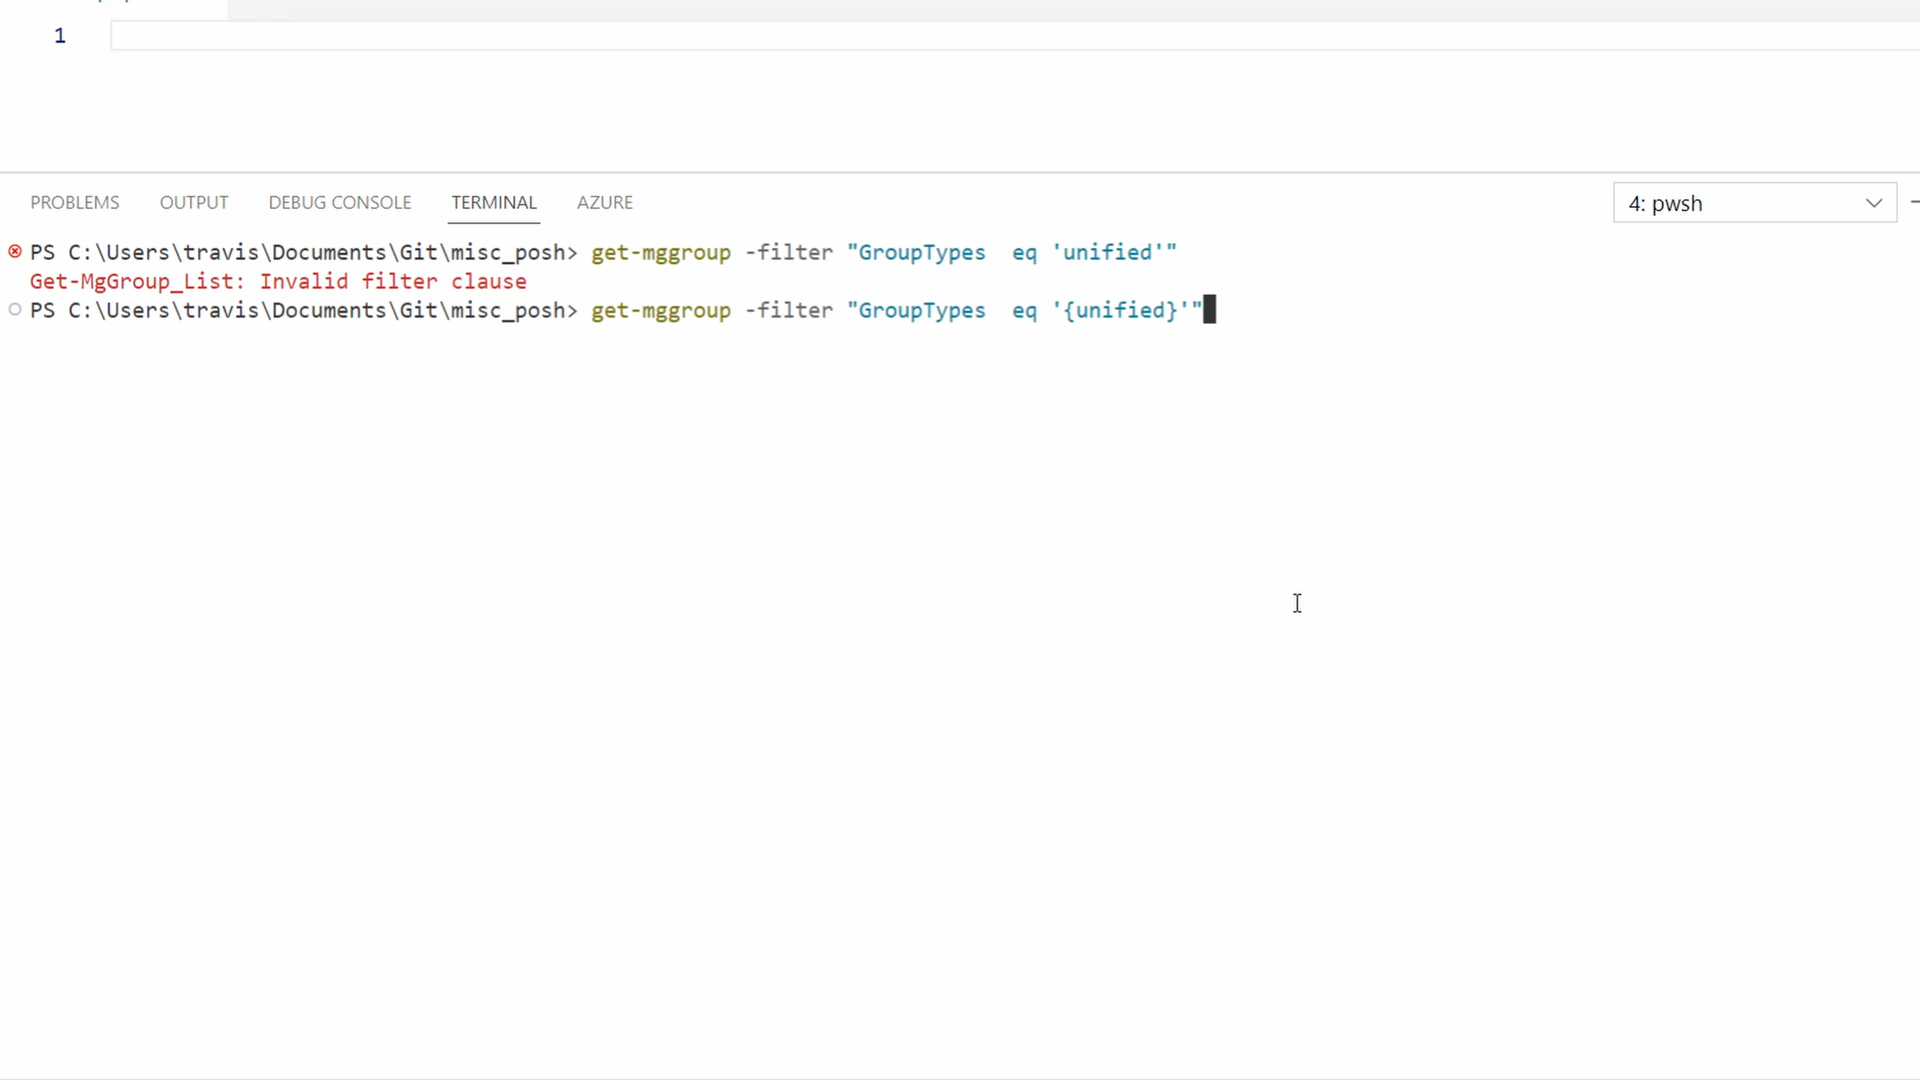 1
PROBLEMS OUTPUT DEBUG CONSOLE TERMINAL AZURE 4: pwsh
PS C:\Users\travis\Documents\Git\misc_posh> get-mggroup -filter "GroupTypes  eq 'unified'"
Get-MgGroup_List: Invalid filter clause
PS C:\Users\travis\Documents\Git\misc_posh> get-mggroup -filter "GroupTypes  eq '{unified}'"